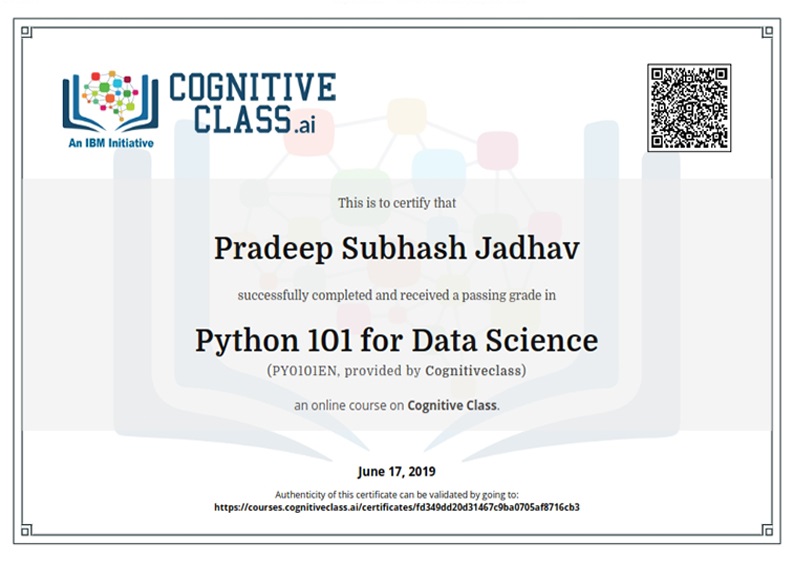 COGNITIVE
CLASS.ai
An IBM Initiative
This is to certify that
Pradeep Subhash Jadhav
successfully completed and received a passing grade in
Python 101 for Data Science
(PY0101EN, provided by Cognitiveclass)
an online course on Cognitive Class.
June 17, 2019
Authenticity of this certificate can be validated by going to:
https://courses.cognitiveclass.ai/certificates/fd349dd20d31467c9ba0705af8716cb3